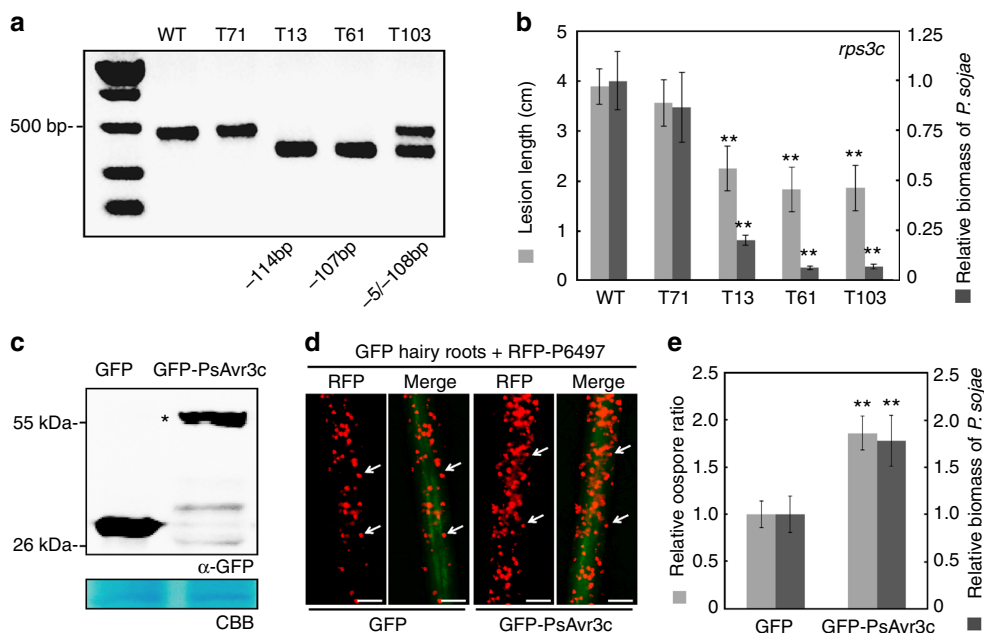 a
WT T71 T13 T61 T103
500 bp-
–114bp
–107bp
–5/–108bp
b
rps3c
Lesion length (cm)
5
4
3
2
1
0
** ** **
** ** **
WT T71 T13 T61 T103
1.25
1.0
0.75
0.5
0.25
0
Relative biomass of P. sojae
c
GFP GFP-PsAvr3c
55 kDa-
*
26 kDa-
α-GFP
CBB
d
GFP hairy roots + RFP-P6497
RFP Merge RFP Merge
GFP GFP-PsAvr3c
e
Relative oospore ratio
2.5
2.0
1.5
1.0
0.5
0
** **
GFP GFP-PsAvr3c
2.5
2.0
1.5
1.0
0.5
0
Relative biomass of P. sojae